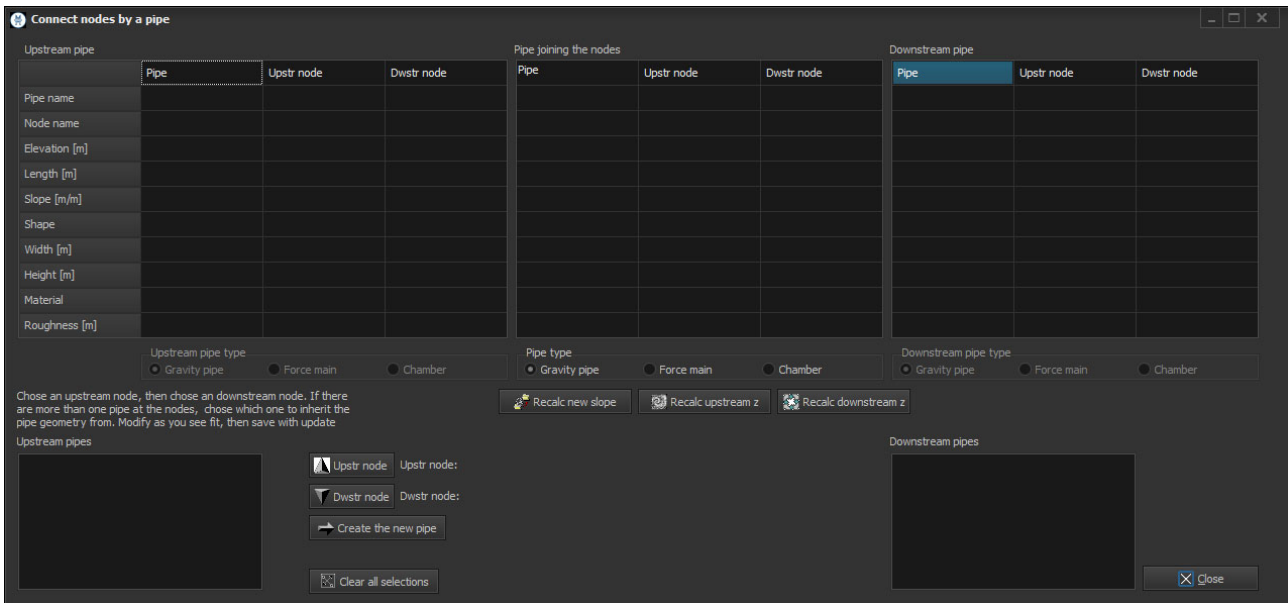 Connect nodes by a pipe
Upstream pipe Pipe joining the nodes Downstream pipe
Pipe Upstr node Dwstr node Pipe Upstr node Dwstr node Pipe Upstr node Dwstr node
Pipe name
Node name
Elevation [m]
Length [m]
Slope [m/m]
Shape
Width [m]
Height [m]
Material
Roughness [m]
Upstream pipe type Pipe type Downstream pipe type
Gravity pipe Force main Chamber Gravity pipe Force main Chamber Gravity pipe Force main Chamber
Chose an upstream node, then chose an downstream node. If there
are more than one pipe at the nodes, chose which one to inherit the
pipe geometry from. Modify as you see fit, then save with update
Recalc new slope Recalc upstream z Recalc downstream z
Upstream pipes Downstream pipes
Upstr node Upstr node:
Dwstr node Dwstr node:
Create the new pipe
Clear all selections
Close